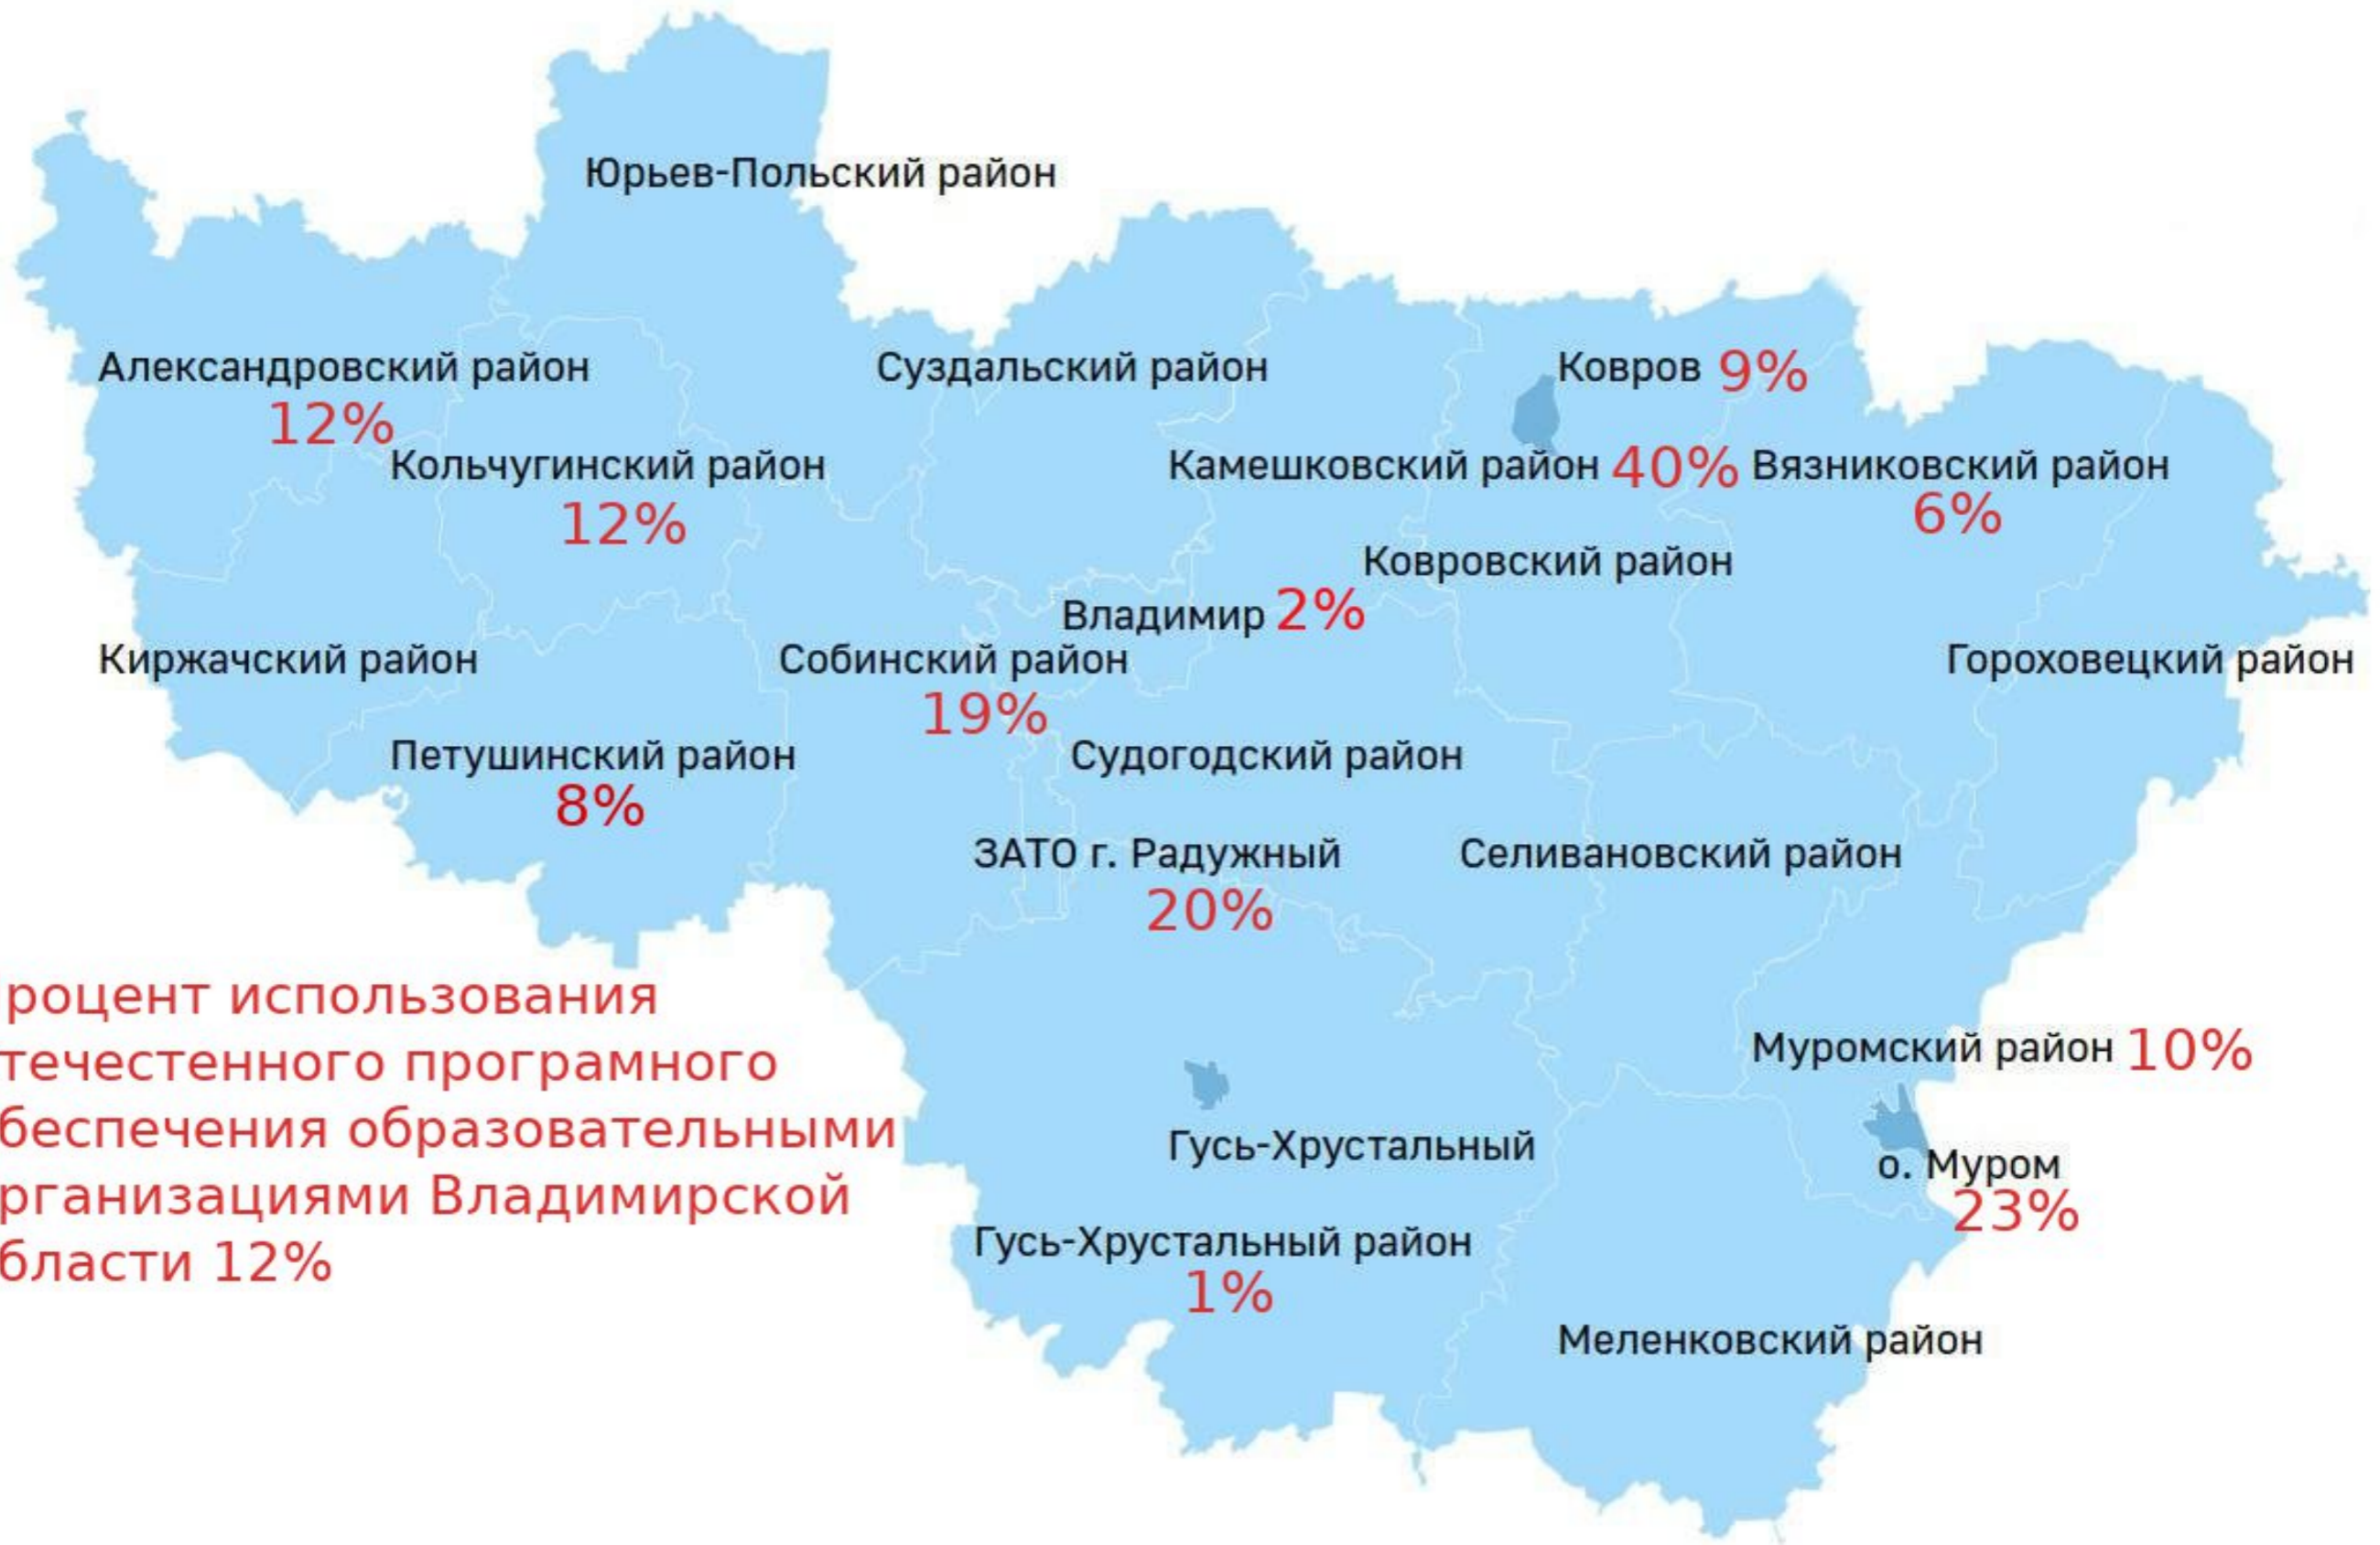 Юрьев-Польский район
Александровский район
12%
Суздальский район
Ковров 9%
Кольчугинский район
12%
Камешковский район 40%
Вязниковский район
6%
Ковровский район
Владимир 2%
Киржачский район
Собинский район
19%
Гороховецкий район
Петушинский район
8%
Судогодский район
ЗАТО г. Радужный
20%
Селивановский район
роцент использования
течестенного програмного
беспечения образовательными
рганизациями Владимирской
бласти 12%
Муромский район 10%
Гусь-Хрустальный
о. Муром
23%
Гусь-Хрустальный район
1%
Меленковский район